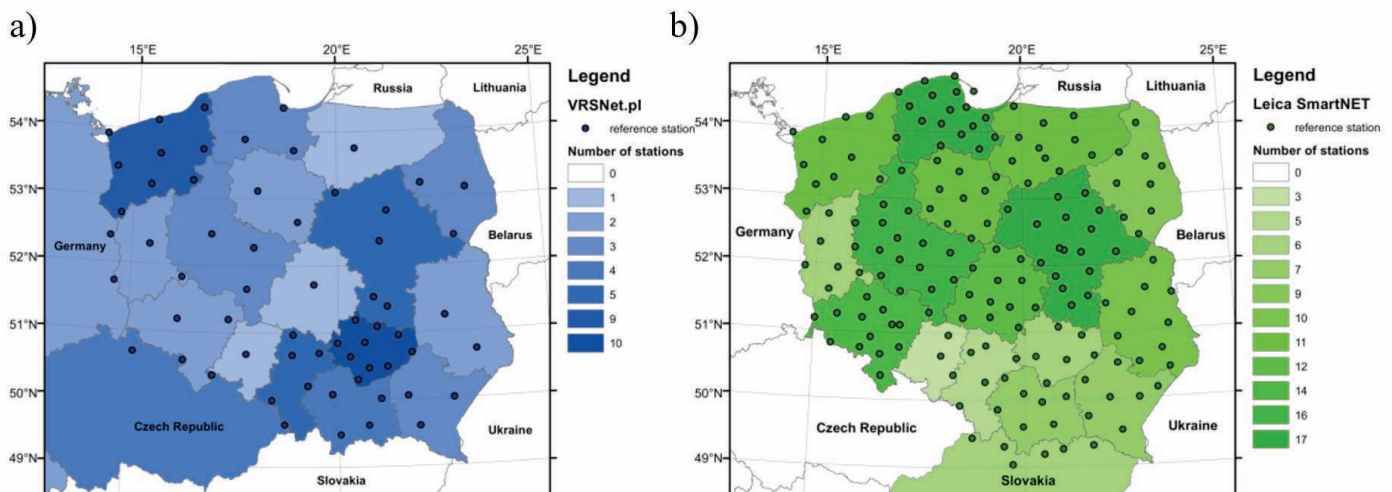 a)
15°E 20°E 25°E
54°N
53°N
52°N
51°N
50°N
49°N
Russia
Lithuania
Germany
Belarus
Czech Republic
Ukraine
Slovakia
Legend
VRSNet.pl
reference station
Number of stations
0
1
2
3
4
5
9
10
b)
15°E 20°E 25°E
54°N
53°N
52°N
51°N
50°N
49°N
Russia
Lithuania
Germany
Belarus
Czech Republic
Ukraine
Slovakia
Legend
Leica SmartNET
reference station
Number of stations
0
3
5
6
7
9
10
11
12
14
16
17